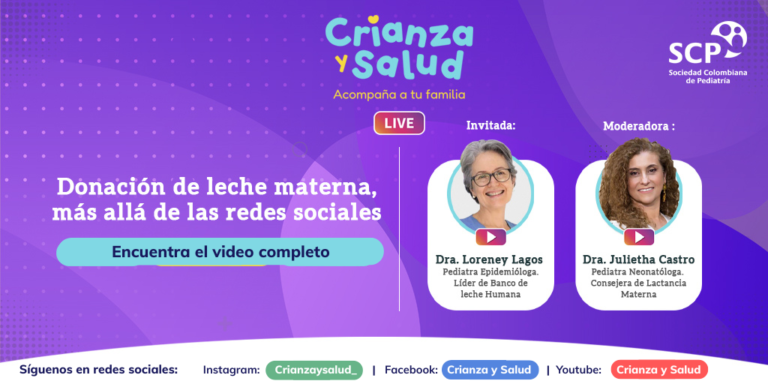 Crianza
y Salud
Acompaña a tu familia
SCP
Sociedad Colombiana
de Pediatría
LIVE
Invitada:
Moderadora :
Donación de leche materna,
más allá de las redes sociales
Encuentra el video completo
Dra. Loreney Lagos
Pediatra Epidemióloga.
Líder de Banco de
leche Humana
Dra. Julietha Castro
Pediatra Neonatóloga.
Consejera de Lactancia
Materna
Síguenos en redes sociales: Instagram: Crianzaysalud_ | Facebook: Crianza y Salud | Youtube: Crianza y Salud